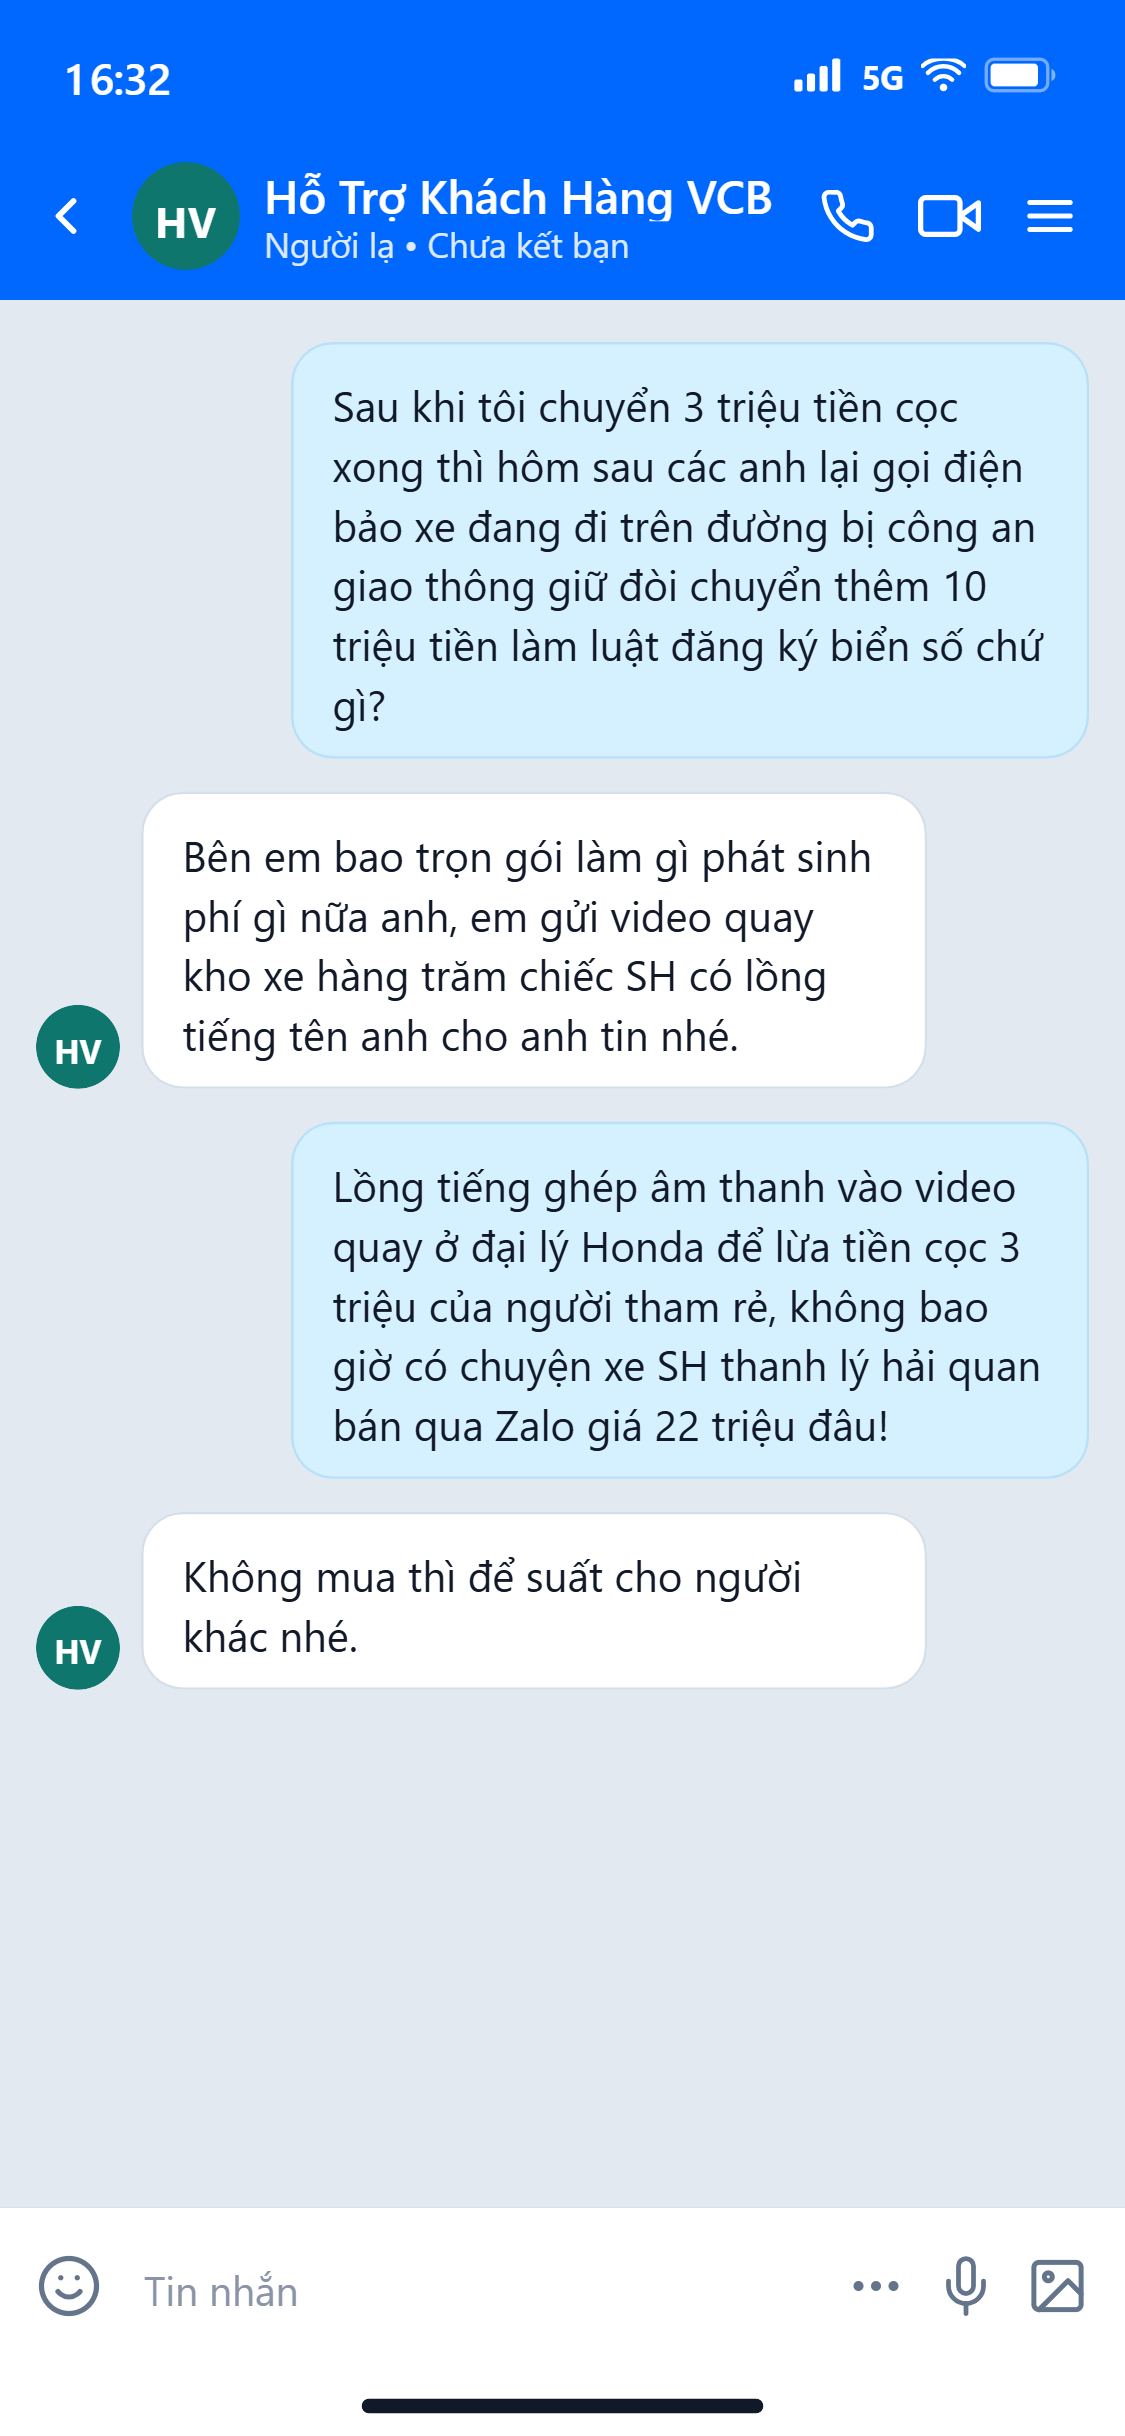 16:32
5G
HV
Hỗ Trợ Khách Hàng VCB
Người lạ • Chưa kết bạn
Sau khi tôi chuyển 3 triệu tiền cọc
xong thì hôm sau các anh lại gọi điện
bảo xe đang đi trên đường bị công an
giao thông giữ đòi chuyển thêm 10
triệu tiền làm luật đăng ký biển số chứ
gì?
Bên em bao trọn gói làm gì phát sinh
phí gì nữa anh, em gửi video quay
kho xe hàng trăm chiếc SH có lồng
tiếng tên anh cho anh tin nhé.
HV
Lồng tiếng ghép âm thanh vào video
quay ở đại lý Honda để lừa tiền cọc 3
triệu của người tham rẻ, không bao
giờ có chuyện xe SH thanh lý hải quan
bán qua Zalo giá 22 triệu đâu!
Không mua thì để suất cho người
khác nhé.
HV
Tin nhắn